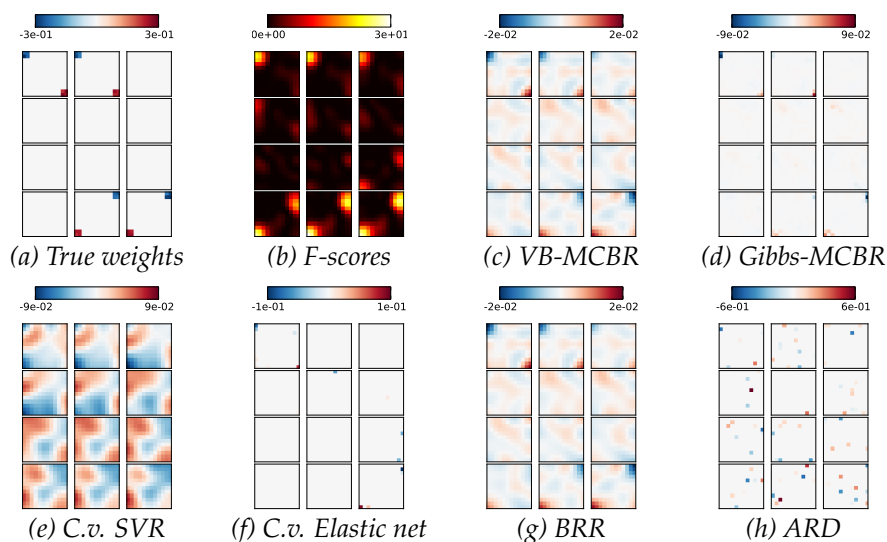 -3e-01 3e-01 0e+00 3e+01 -2e-02 2e-02 -9e-02 9e-02
(a) True weights (b) F-scores (c) VB-MCBR (d) Gibbs-MCBR
-9e-02 9e-02 -1e-01 1e-01 -2e-02 2e-02 -6e-01 6e-01
(e) C.v. SVR (f) C.v. Elastic net (g) BRR (h) ARD